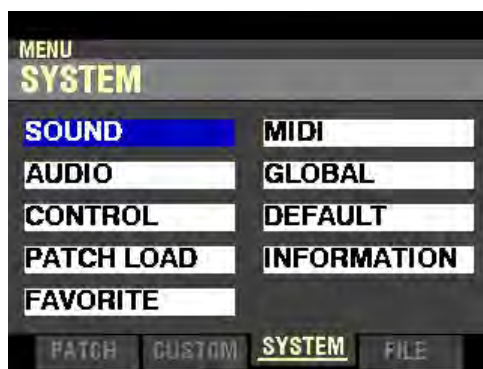 MENU
SYSTEM
SOUND
AUDIO
CONTROL
PATCH LOAD
FAVORITE
MIDI
GLOBAL
DEFAULT
INFORMATION
PATCH CUSTOM SYSTEM FILE